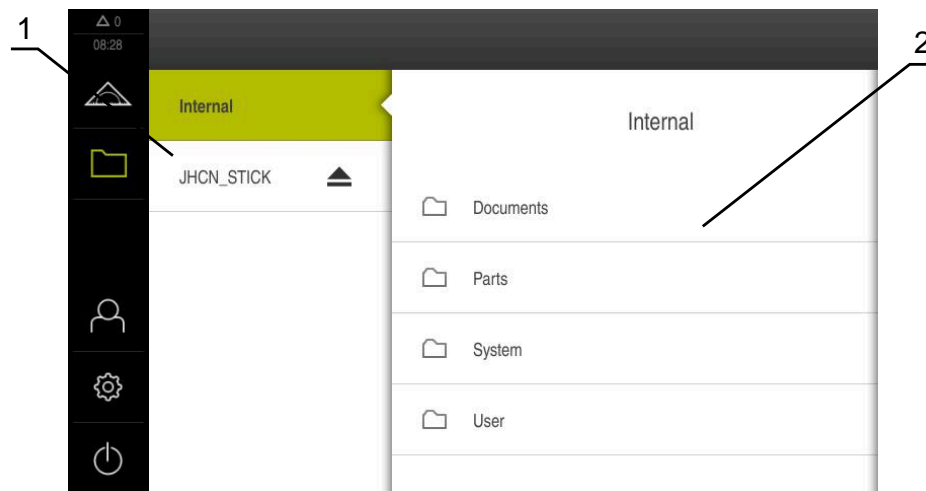 1
2
0
08:28
Internal
Internal
JHCN_STICK
Documents
Parts
System
User